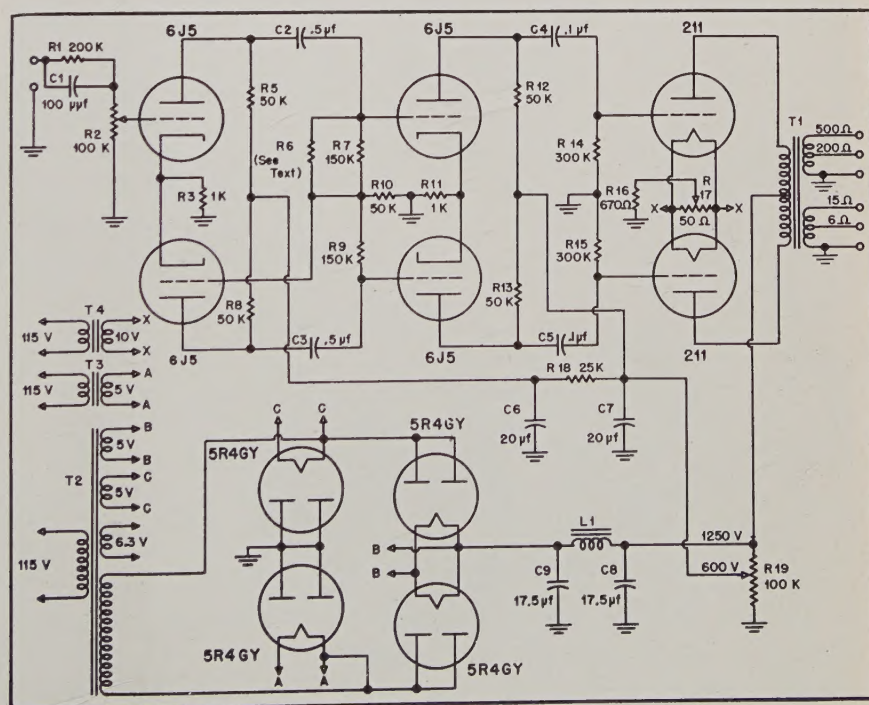 6J5
C2
.5μf
6J5
C4
.1μf
211
R1 200K
C1
100 μμf
R2
100K
R5
50 K
R6
(See
Text)
R7
150K
R12
50 K
R 14
300K
T1
500Ω
200Ω
15Ω
6Ω
R3
1K
R10
50 K
R11
1 K
R16
670Ω
R
17
X
X
50 Ω
R9
150K
R15
300K
R8
50 K
R13
50 K
6J5
C3
.5μf
6J5
C5
.1μf
211
T4
115 V
10V
X
X
T3
115 V
5V
A
A
R 18 25K
C6
20μf
C7
20μf
T2
B
5V
B
C
5V
C
6.3 V
115 V
C
C
5R4GY
5R4GY
B
B
L1
1250 V
600 V
R19
100 K
C9
17.5μf
C8
17.5μf
5R4GY
A
A
5R4GY